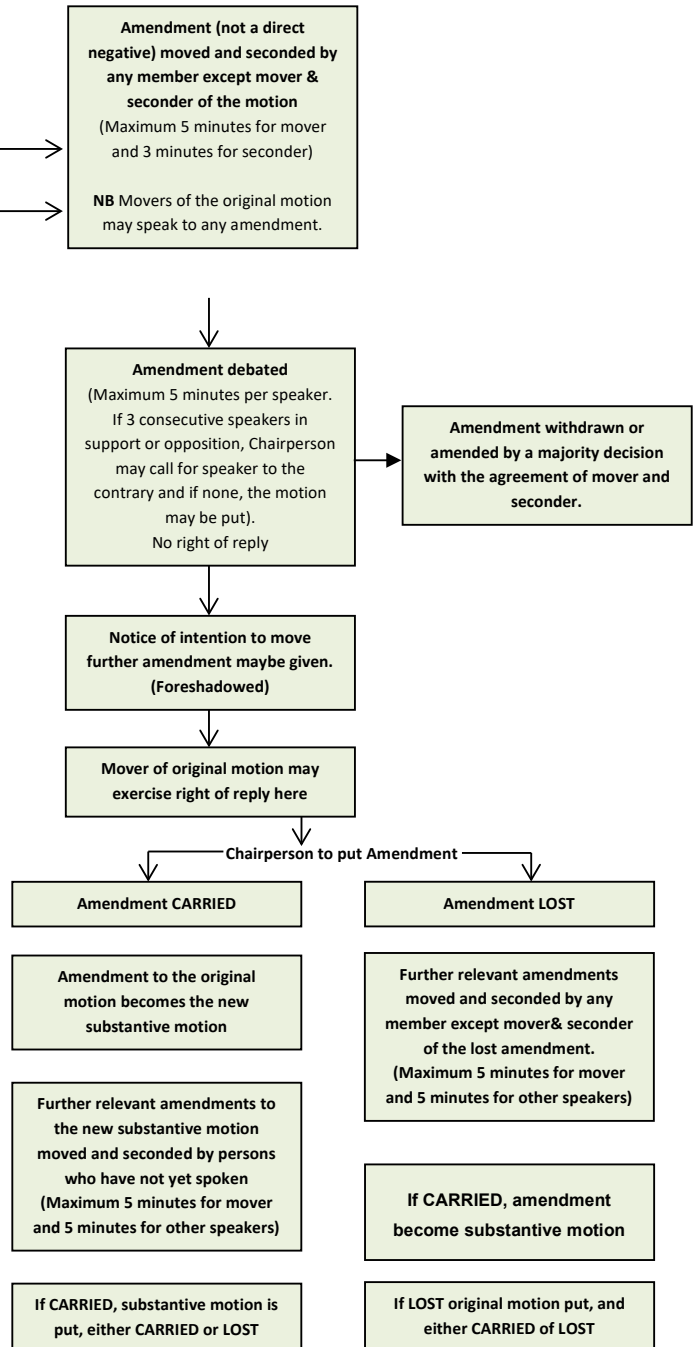 Amendment (not a direct
negative) moved and seconded by
any member except mover &
seconder of the motion
(Maximum 5 minutes for mover
and 3 minutes for seconder)
NB Movers of the original motion
may speak to any amendment.
Amendment debated
(Maximum 5 minutes per speaker.
If 3 consecutive speakers in
support or opposition, Chairperson
may call for speaker to the
contrary and if none, the motion
may be put).
No right of reply
Amendment withdrawn or
amended by a majority decision
with the agreement of mover and
seconder.
Notice of intention to move
further amendment maybe given.
(Foreshadowed)
Mover of original motion may
exercise right of reply here
Chairperson to put Amendment
Amendment CARRIED
Amendment to the original
motion becomes the new
substantive motion
Further relevant amendments to
the new substantive motion
moved and seconded by persons
who have not yet spoken
(Maximum 5 minutes for mover
and 5 minutes for other speakers)
If CARRIED, substantive motion is
put, either CARRIED or LOST
Amendment LOST
Further relevant amendments
moved and seconded by any
member except mover& seconder
of the lost amendment.
(Maximum 5 minutes for mover
and 5 minutes for other speakers)
If CARRIED, amendment
become substantive motion
If LOST original motion put, and
either CARRIED of LOST